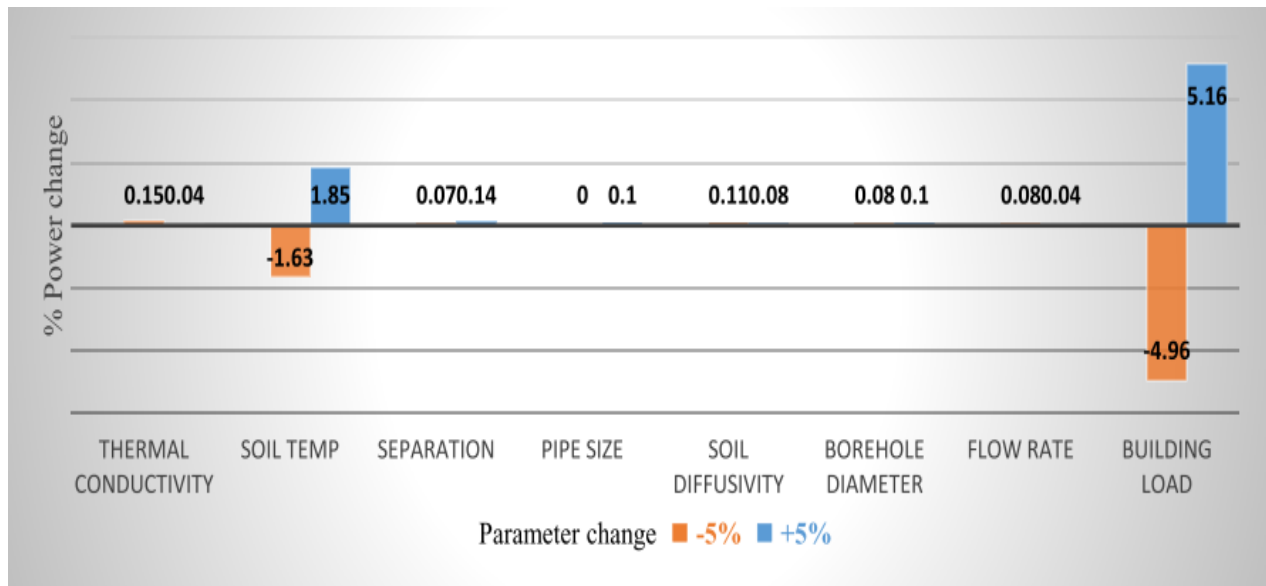 % Power change
5.16
0.150.04
1.85
0.070.14
0 0.1
0.110.08
0.08 0.1
0.080.04
-1.63
-4.96
THERMAL CONDUCTIVITY
SOIL TEMP
SEPARATION
PIPE SIZE
SOIL DIFFUSIVITY
BOREHOLE DIAMETER
FLOW RATE
BUILDING LOAD
Parameter change -5% +5%